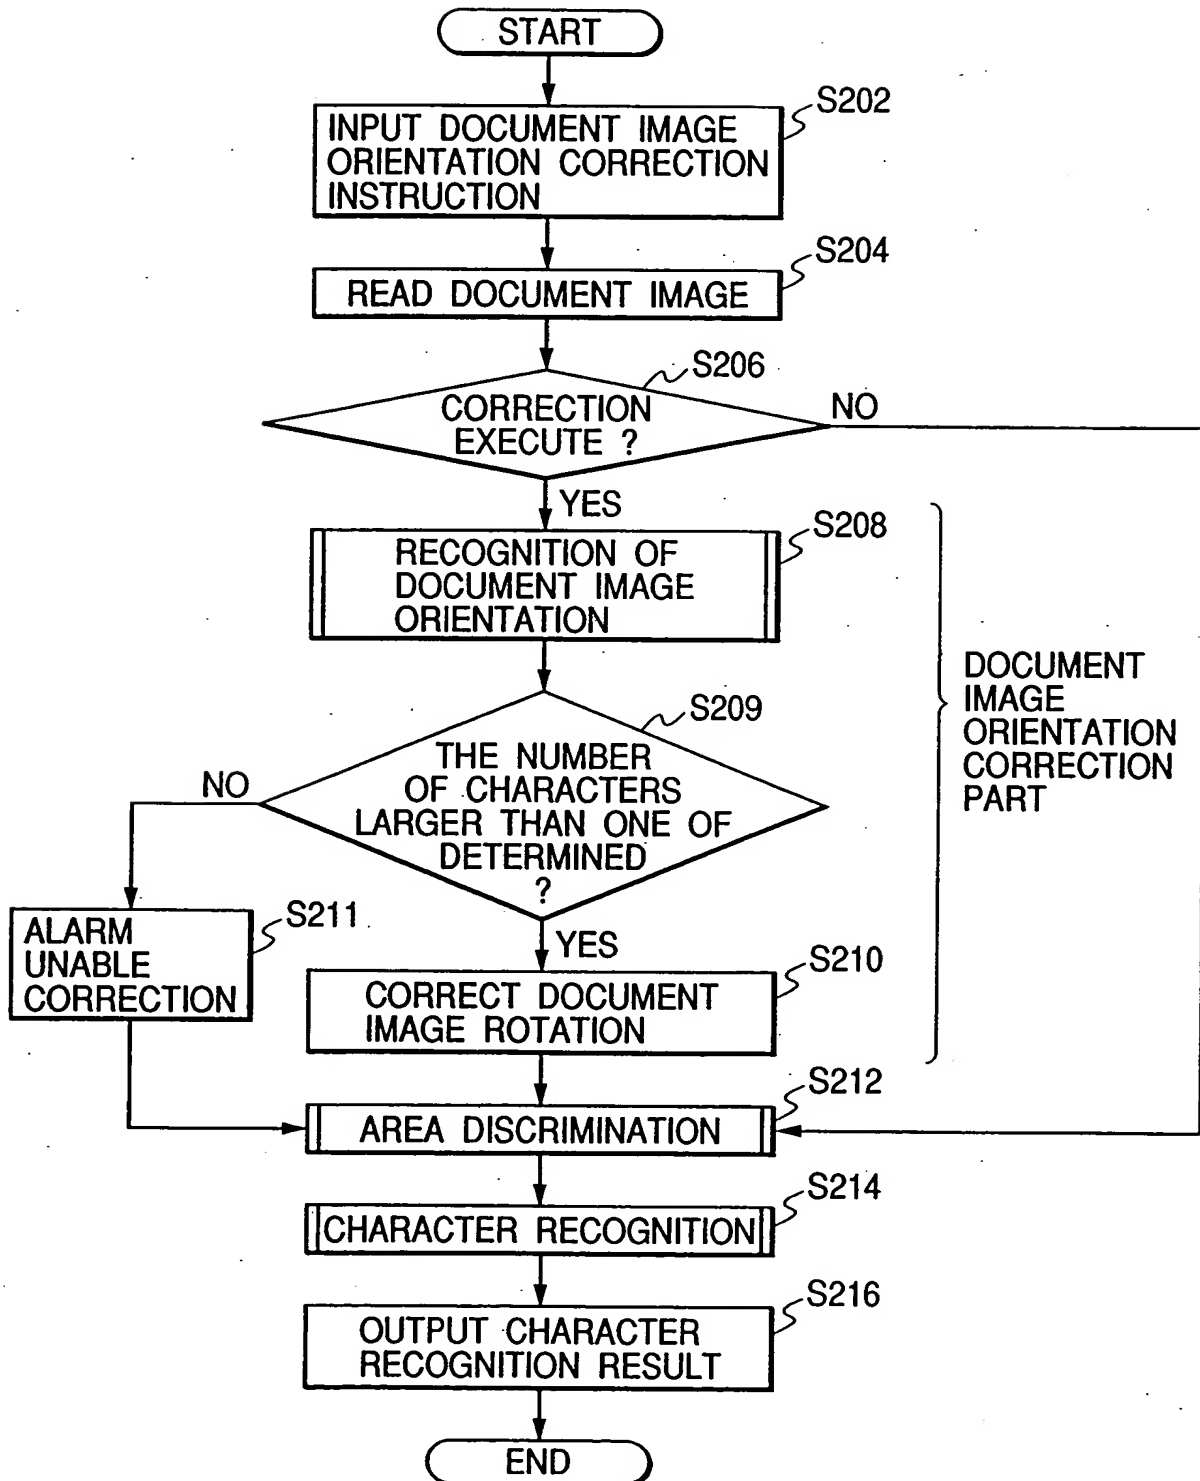 START
S202
INPUT DOCUMENT IMAGE
ORIENTATION CORRECTION
INSTRUCTION
S204
READ DOCUMENT IMAGE
S206
CORRECTION
EXECUTE ?
NO
YES
S208
RECOGNITION OF
DOCUMENT IMAGE
ORIENTATION
DOCUMENT
IMAGE
ORIENTATION
CORRECTION
PART
S209
THE NUMBER
OF CHARACTERS
LARGER THAN ONE OF
DETERMINED
?
NO
YES
S211
ALARM
UNABLE
CORRECTION
S210
CORRECT DOCUMENT
IMAGE ROTATION
S212
AREA DISCRIMINATION
S214
CHARACTER RECOGNITION
S216
OUTPUT CHARACTER
RECOGNITION RESULT
END